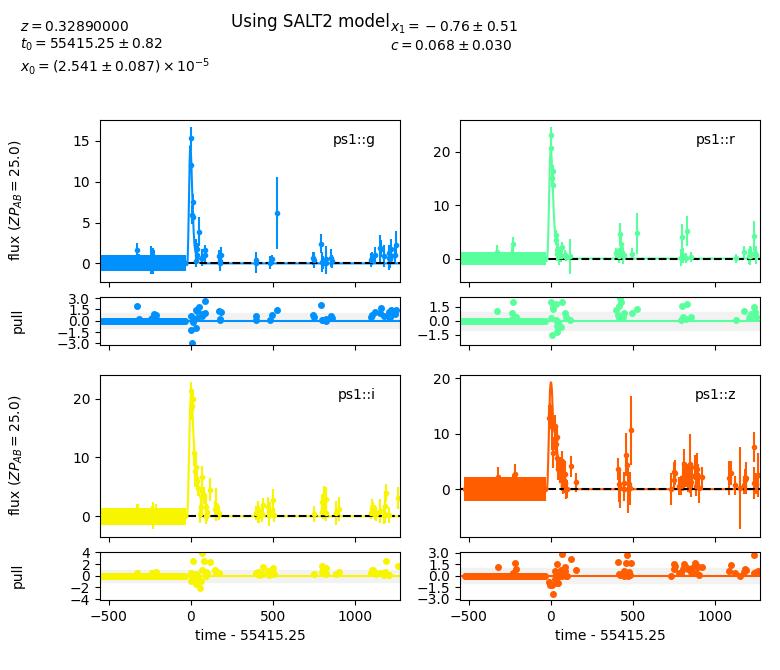 Using SALT2 model
z = 0.32890000
t0 = 55415.25 ± 0.82
x0 = (2.541 ± 0.087) × 10⁻⁵
x1 = −0.76 ± 0.51
c = 0.068 ± 0.030
flux (ZP_AB = 25.0)
15
10
5
0
ps1::g
20
10
0
ps1::r
pull
3.0
1.5
0.0
−1.5
−3.0
1.5
0.0
−1.5
flux (ZP_AB = 25.0)
20
10
0
ps1::i
20
10
0
ps1::z
pull
4
2
0
−2
−4
3.0
1.5
0.0
−1.5
−3.0
−500 0 500 1000
−500 0 500 1000
time - 55415.25
time - 55415.25